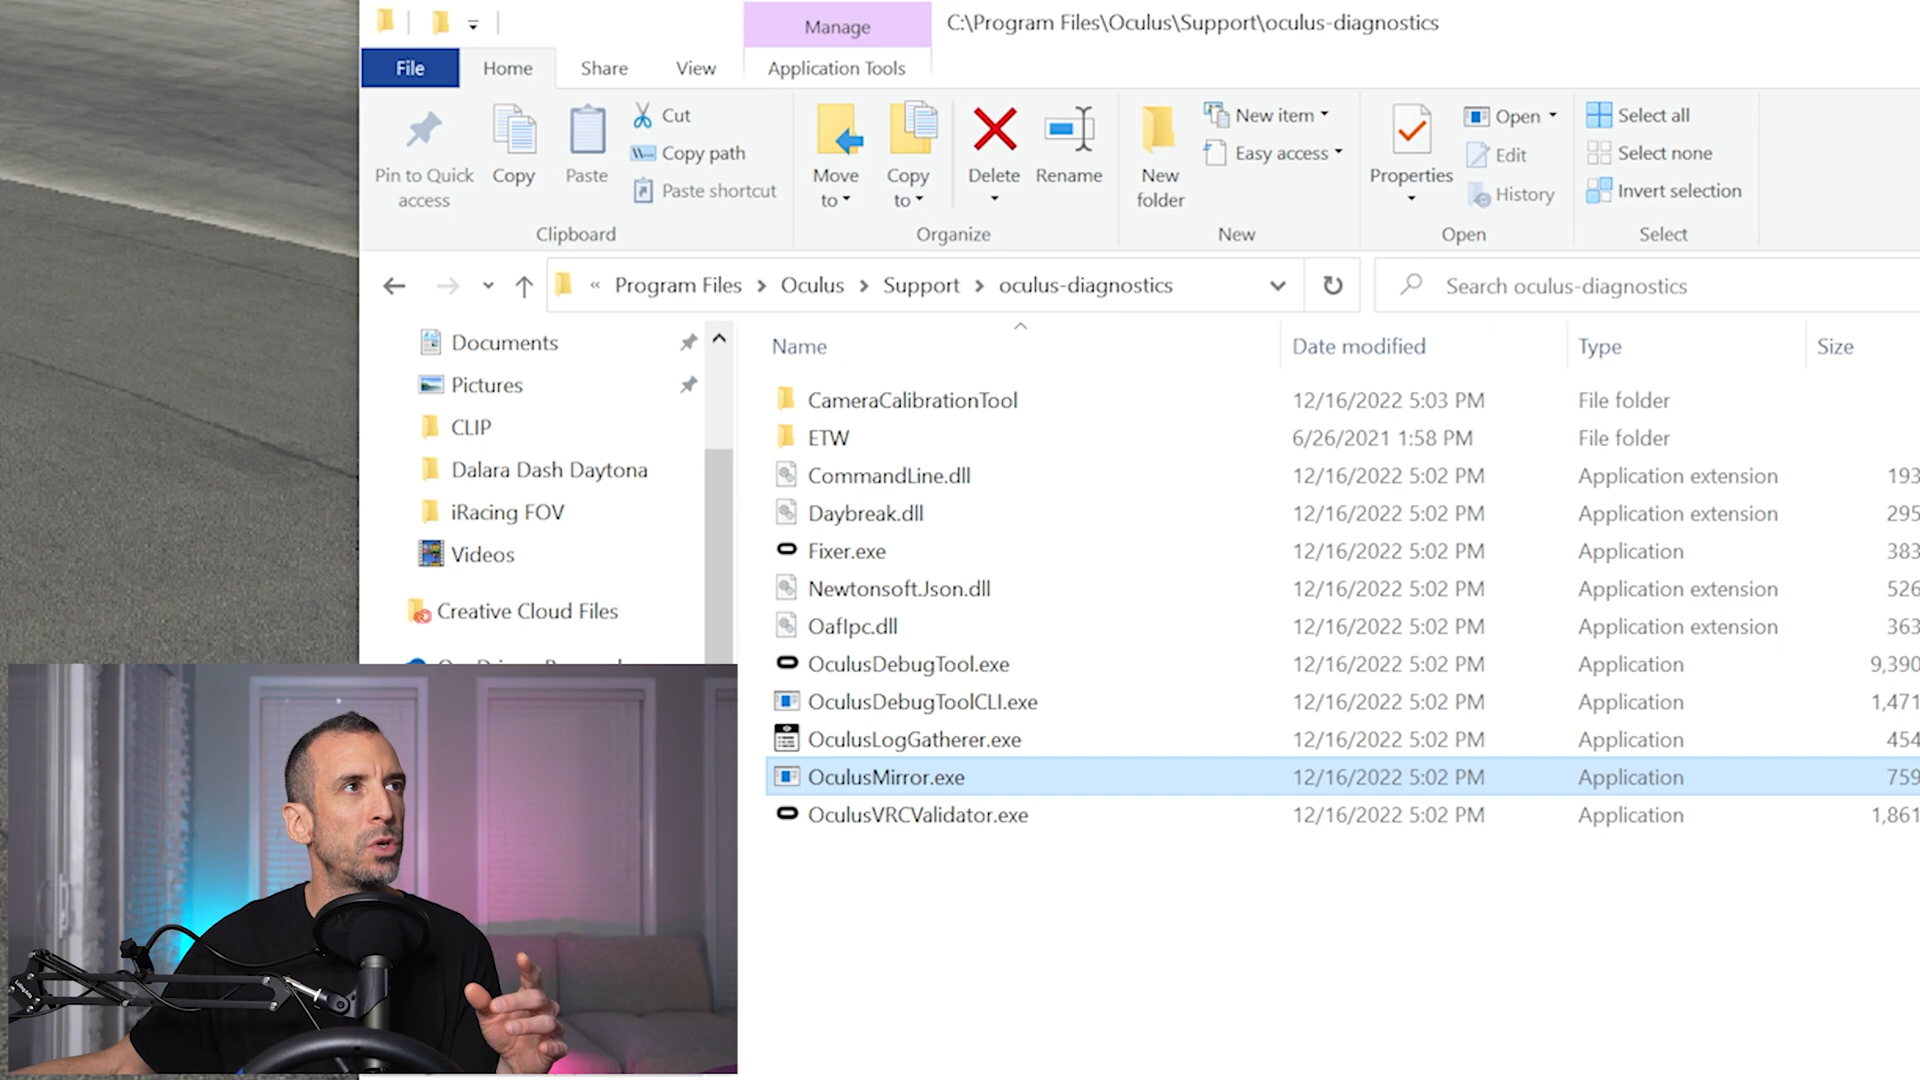 Manage
C:\Program Files\Oculus\Support\oculus-diagnostics
File
Home
Share
View
Application Tools
Pin to Quick access
Copy
Paste
Cut
Copy path
Paste shortcut
Clipboard
Move to
Copy to
Delete
Rename
Organize
New folder
New item
Easy access
New
Properties
Open
Edit
History
Open
Select all
Select none
Invert selection
Select
« Program Files > Oculus > Support > oculus-diagnostics
Search oculus-diagnostics
Documents
Pictures
CLIP
Dalara Dash Daytona
iRacing FOV
Videos
Creative Cloud Files
Name Date modified Type Size
CameraCalibrationTool 12/16/2022 5:03 PM File folder
ETW 6/26/2021 1:58 PM File folder
CommandLine.dll 12/16/2022 5:02 PM Application extension 193
Daybreak.dll 12/16/2022 5:02 PM Application extension 295
Fixer.exe 12/16/2022 5:02 PM Application 383
Newtonsoft.Json.dll 12/16/2022 5:02 PM Application extension 526
OafIpc.dll 12/16/2022 5:02 PM Application extension 363
OculusDebugTool.exe 12/16/2022 5:02 PM Application 9,390
OculusDebugToolCLI.exe 12/16/2022 5:02 PM Application 1,471
OculusLogGatherer.exe 12/16/2022 5:02 PM Application 454
OculusMirror.exe 12/16/2022 5:02 PM Application 759
OculusVRCValidator.exe 12/16/2022 5:02 PM Application 1,861